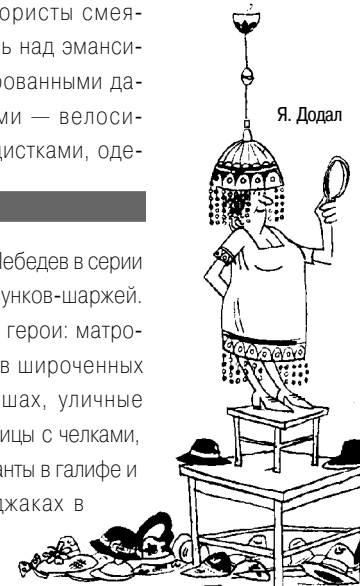 ористы смея-
ь над эманси-
рованными да-
ми — велоси-
дистками, оде-
Лебедев в серии
сунков-шаржей.
герои: матро-
в широченных
шах, уличные
ицы с челками,
анты в галифе и
джаках в
Я. Додал